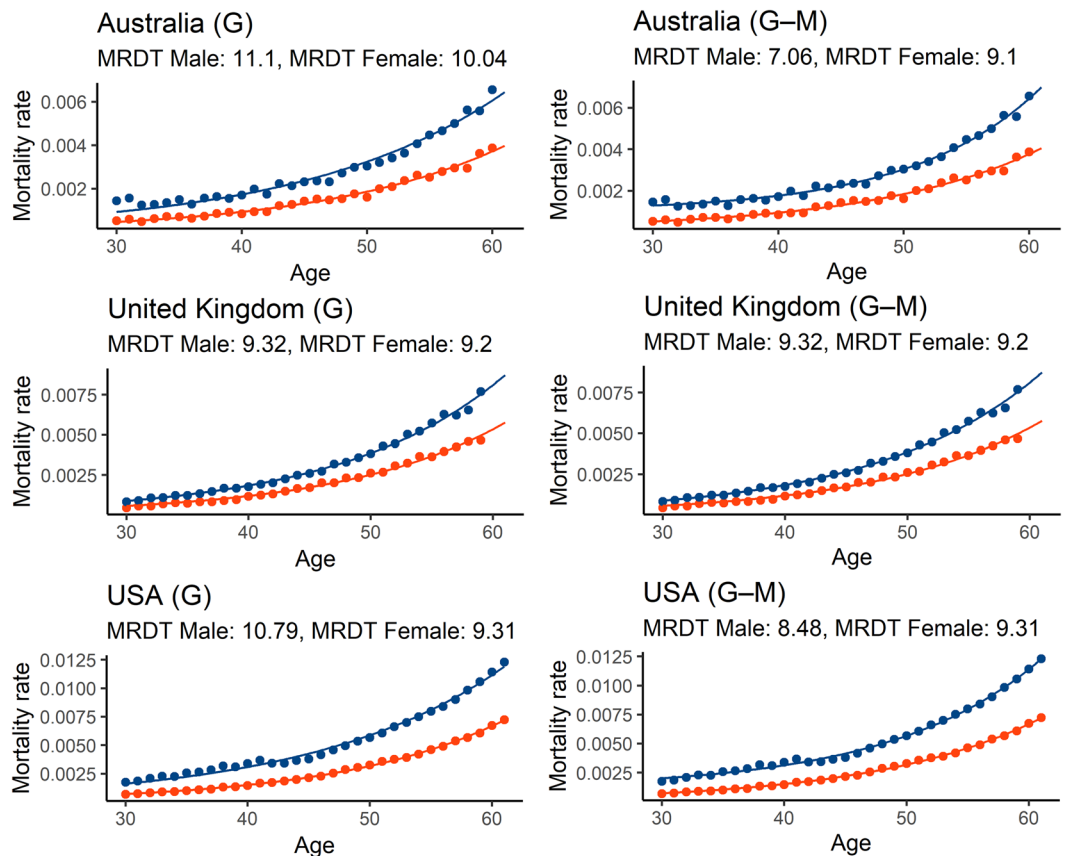 Australia (G)
MRDT Male: 11.1, MRDT Female: 10.04
Mortality rate
0.006
0.004
0.002
30
40
50
60
Age
Australia (G–M)
MRDT Male: 7.06, MRDT Female: 9.1
Mortality rate
0.006
0.004
0.002
30
40
50
60
Age
United Kingdom (G)
MRDT Male: 9.32, MRDT Female: 9.2
Mortality rate
0.0075
0.0050
0.0025
30
40
50
60
Age
United Kingdom (G–M)
MRDT Male: 9.32, MRDT Female: 9.2
Mortality rate
0.0075
0.0050
0.0025
30
40
50
60
Age
USA (G)
MRDT Male: 10.79, MRDT Female: 9.31
Mortality rate
0.0125
0.0100
0.0075
0.0050
0.0025
30
40
50
60
Age
USA (G–M)
MRDT Male: 8.48, MRDT Female: 9.31
Mortality rate
0.0125
0.0100
0.0075
0.0050
0.0025
30
40
50
60
Age